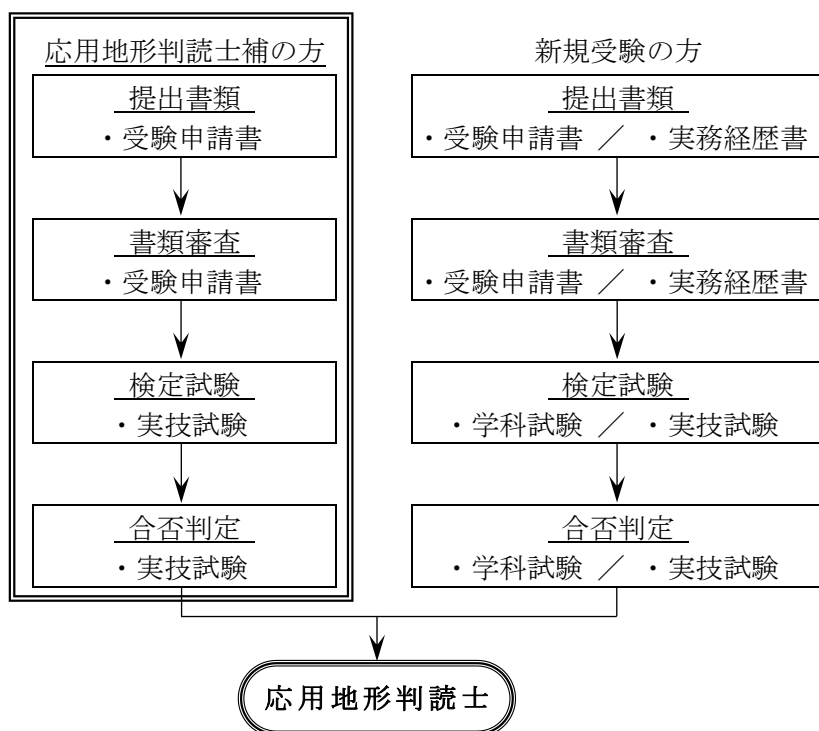 応用地形判読士補の方
提出書類
・受験申請書
書類審査
・受験申請書
検定試験
・実技試験
合否判定
・実技試験
新規受験の方
提出書類
・受験申請書 ／ ・実務経歴書
書類審査
・受験申請書 ／ ・実務経歴書
検定試験
・学科試験 ／ ・実技試験
合否判定
・学科試験 ／ ・実技試験
応用地形判読士